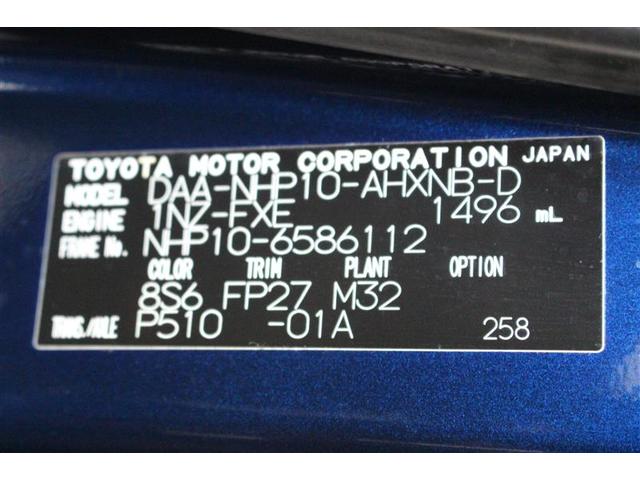 TOYOTA MOTOR CORPORATION JAPAN
MODEL DAA-NHP10-AHXNB-D
ENGINE 1NZ-FXE 1496 mL
FRAME No. NHP10-6586112
COLOR TRIM PLANT OPTION
8S6 FP27 M32
TRANS./AXLE P510 -01A 258